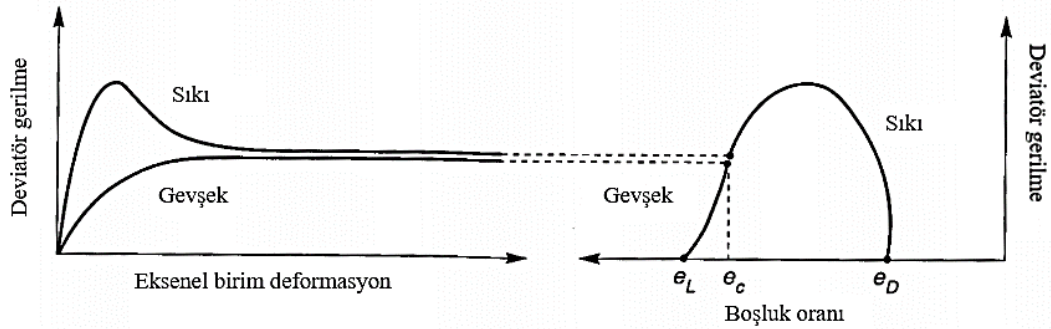 Deviatör gerilme
Sıkı
Gevşek
Eksenel birim deformasyon
Gevşek
Sıkı
e_L
e_c
e_D
Boşluk oranı
Deviatör gerilme